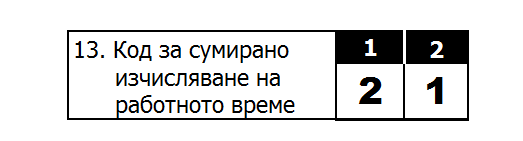 13. Код за сумирано 1 2
изчисляване на 2 1
работното време